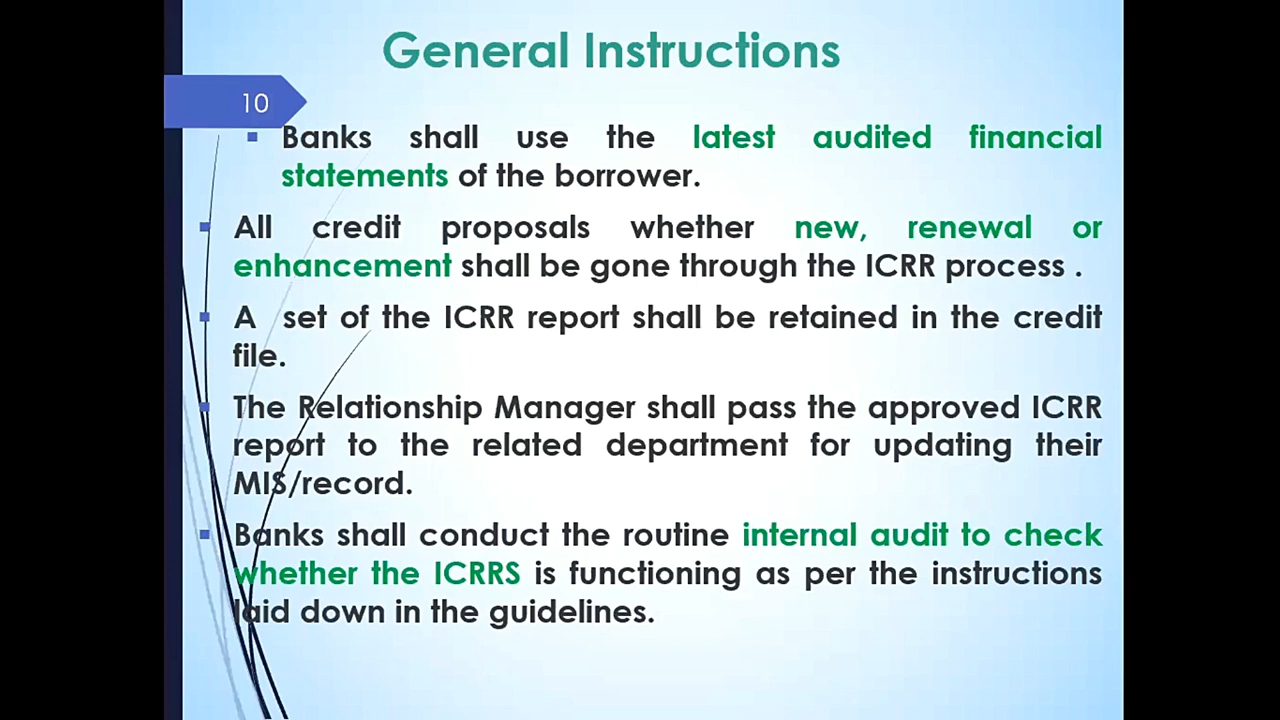 General Instructions
10
Banks shall use the latest audited financial
statements of the borrower.
All credit proposals whether new, renewal or
enhancement shall be gone through the ICRR process .
A set of the ICRR report shall be retained in the credit
file.
The Relationship Manager shall pass the approved ICRR
report to the related department for updating their
MIS/record.
Banks shall conduct the routine internal audit to check
whether the ICRRS is functioning as per the instructions
laid down in the guidelines.